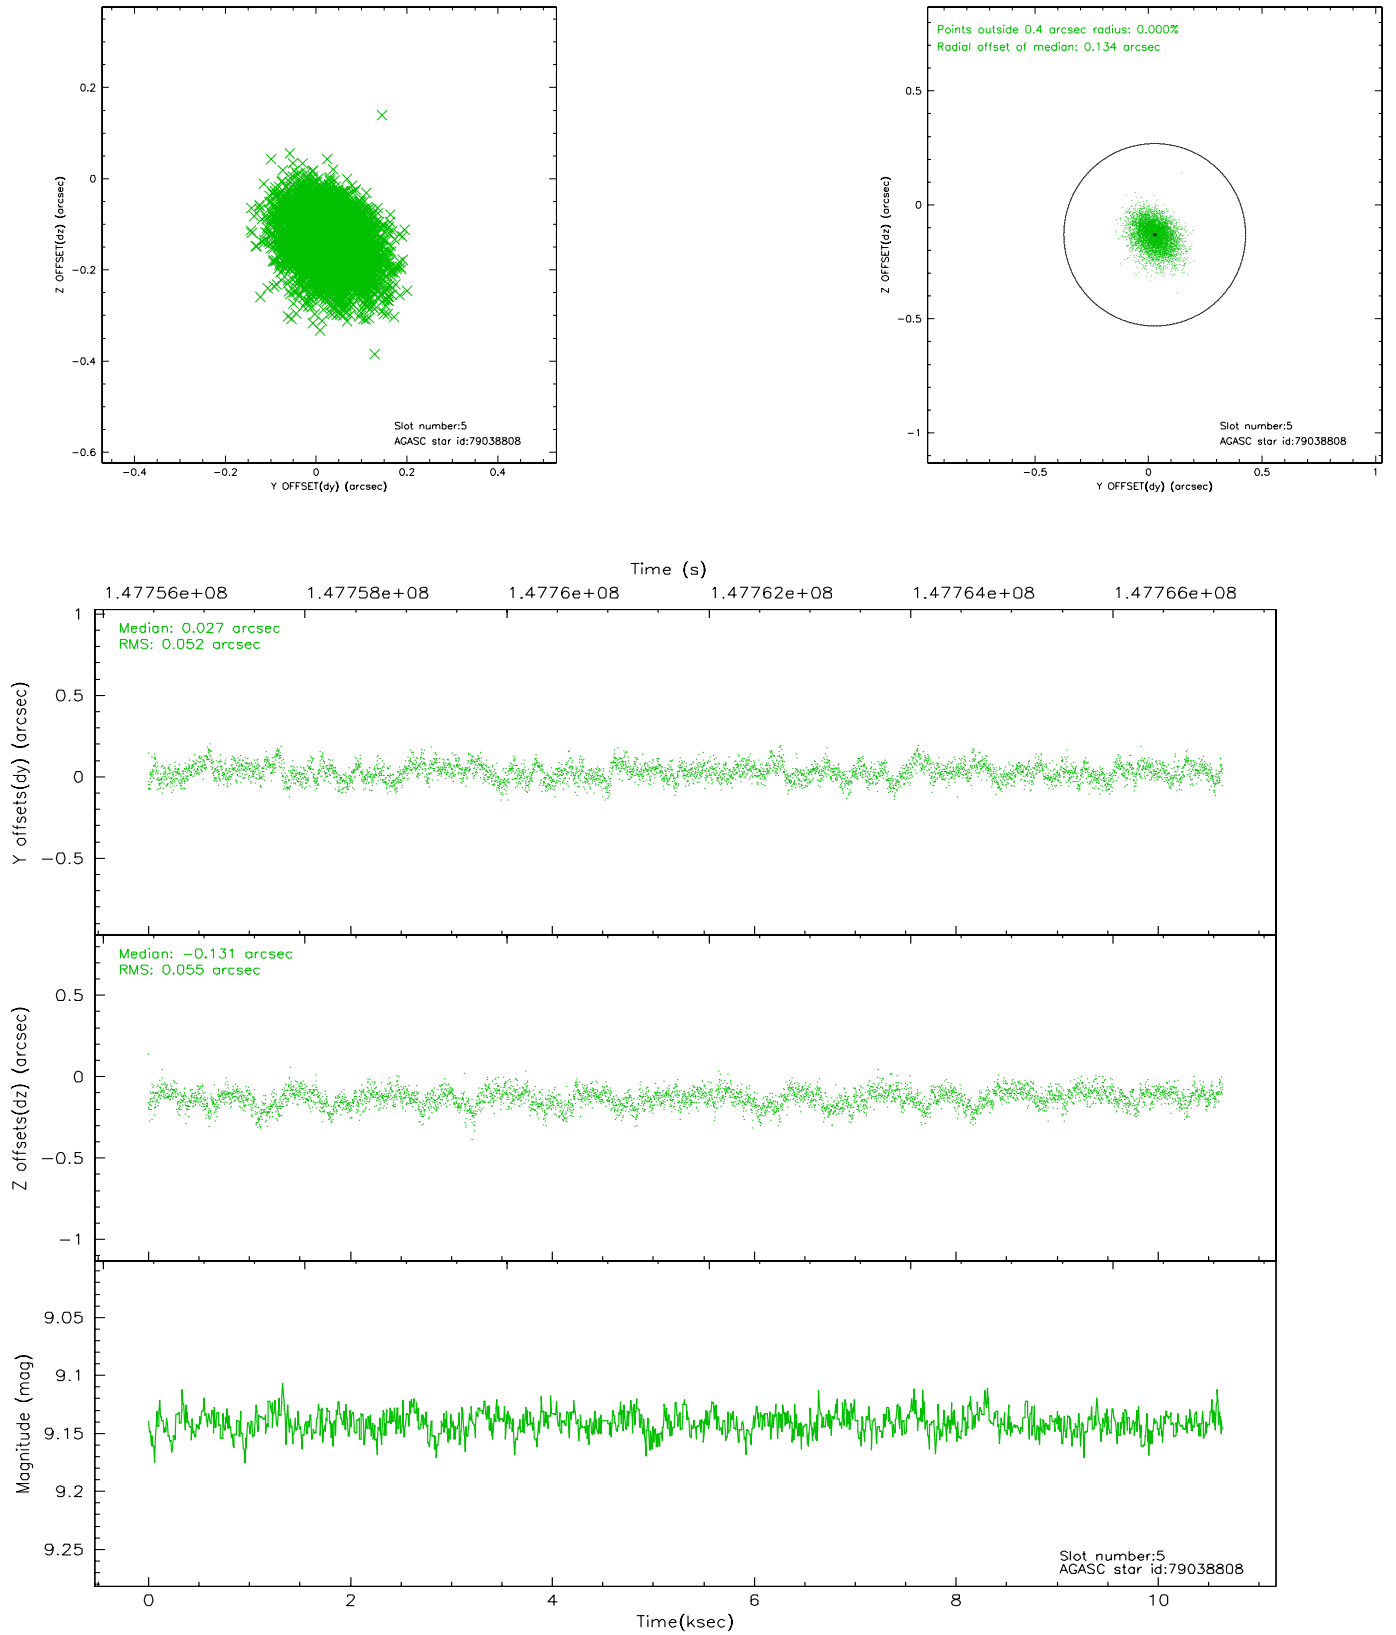 0.2
0
−0.2
−0.4
−0.6
Z OFFSET(dz) (arcsec)
−0.4
−0.2
0
0.2
0.4
Y OFFSET(dy) (arcsec)
Slot number:5
AGASC star id:79038808
Points outside 0.4 arcsec radius: 0.000%
Radial offset of median: 0.134 arcsec
0.5
0
−0.5
−1
Z OFFSET(dz) (arcsec)
−0.5
0
0.5
1
Y OFFSET(dy) (arcsec)
Slot number:5
AGASC star id:79038808
Time (s)
1.47756e+08
1.47758e+08
1.4776e+08
1.47762e+08
1.47764e+08
1.47766e+08
Median: 0.027 arcsec
RMS: 0.052 arcsec
1
0.5
0
−0.5
Y offsets(dy) (arcsec)
Median: −0.131 arcsec
RMS: 0.055 arcsec
0.5
0
−0.5
−1
Z offsets(dz) (arcsec)
9.05
9.1
9.15
9.2
9.25
Magnitude (mag)
Slot number:5
AGASC star id:79038808
0
2
4
6
8
10
Time(ksec)